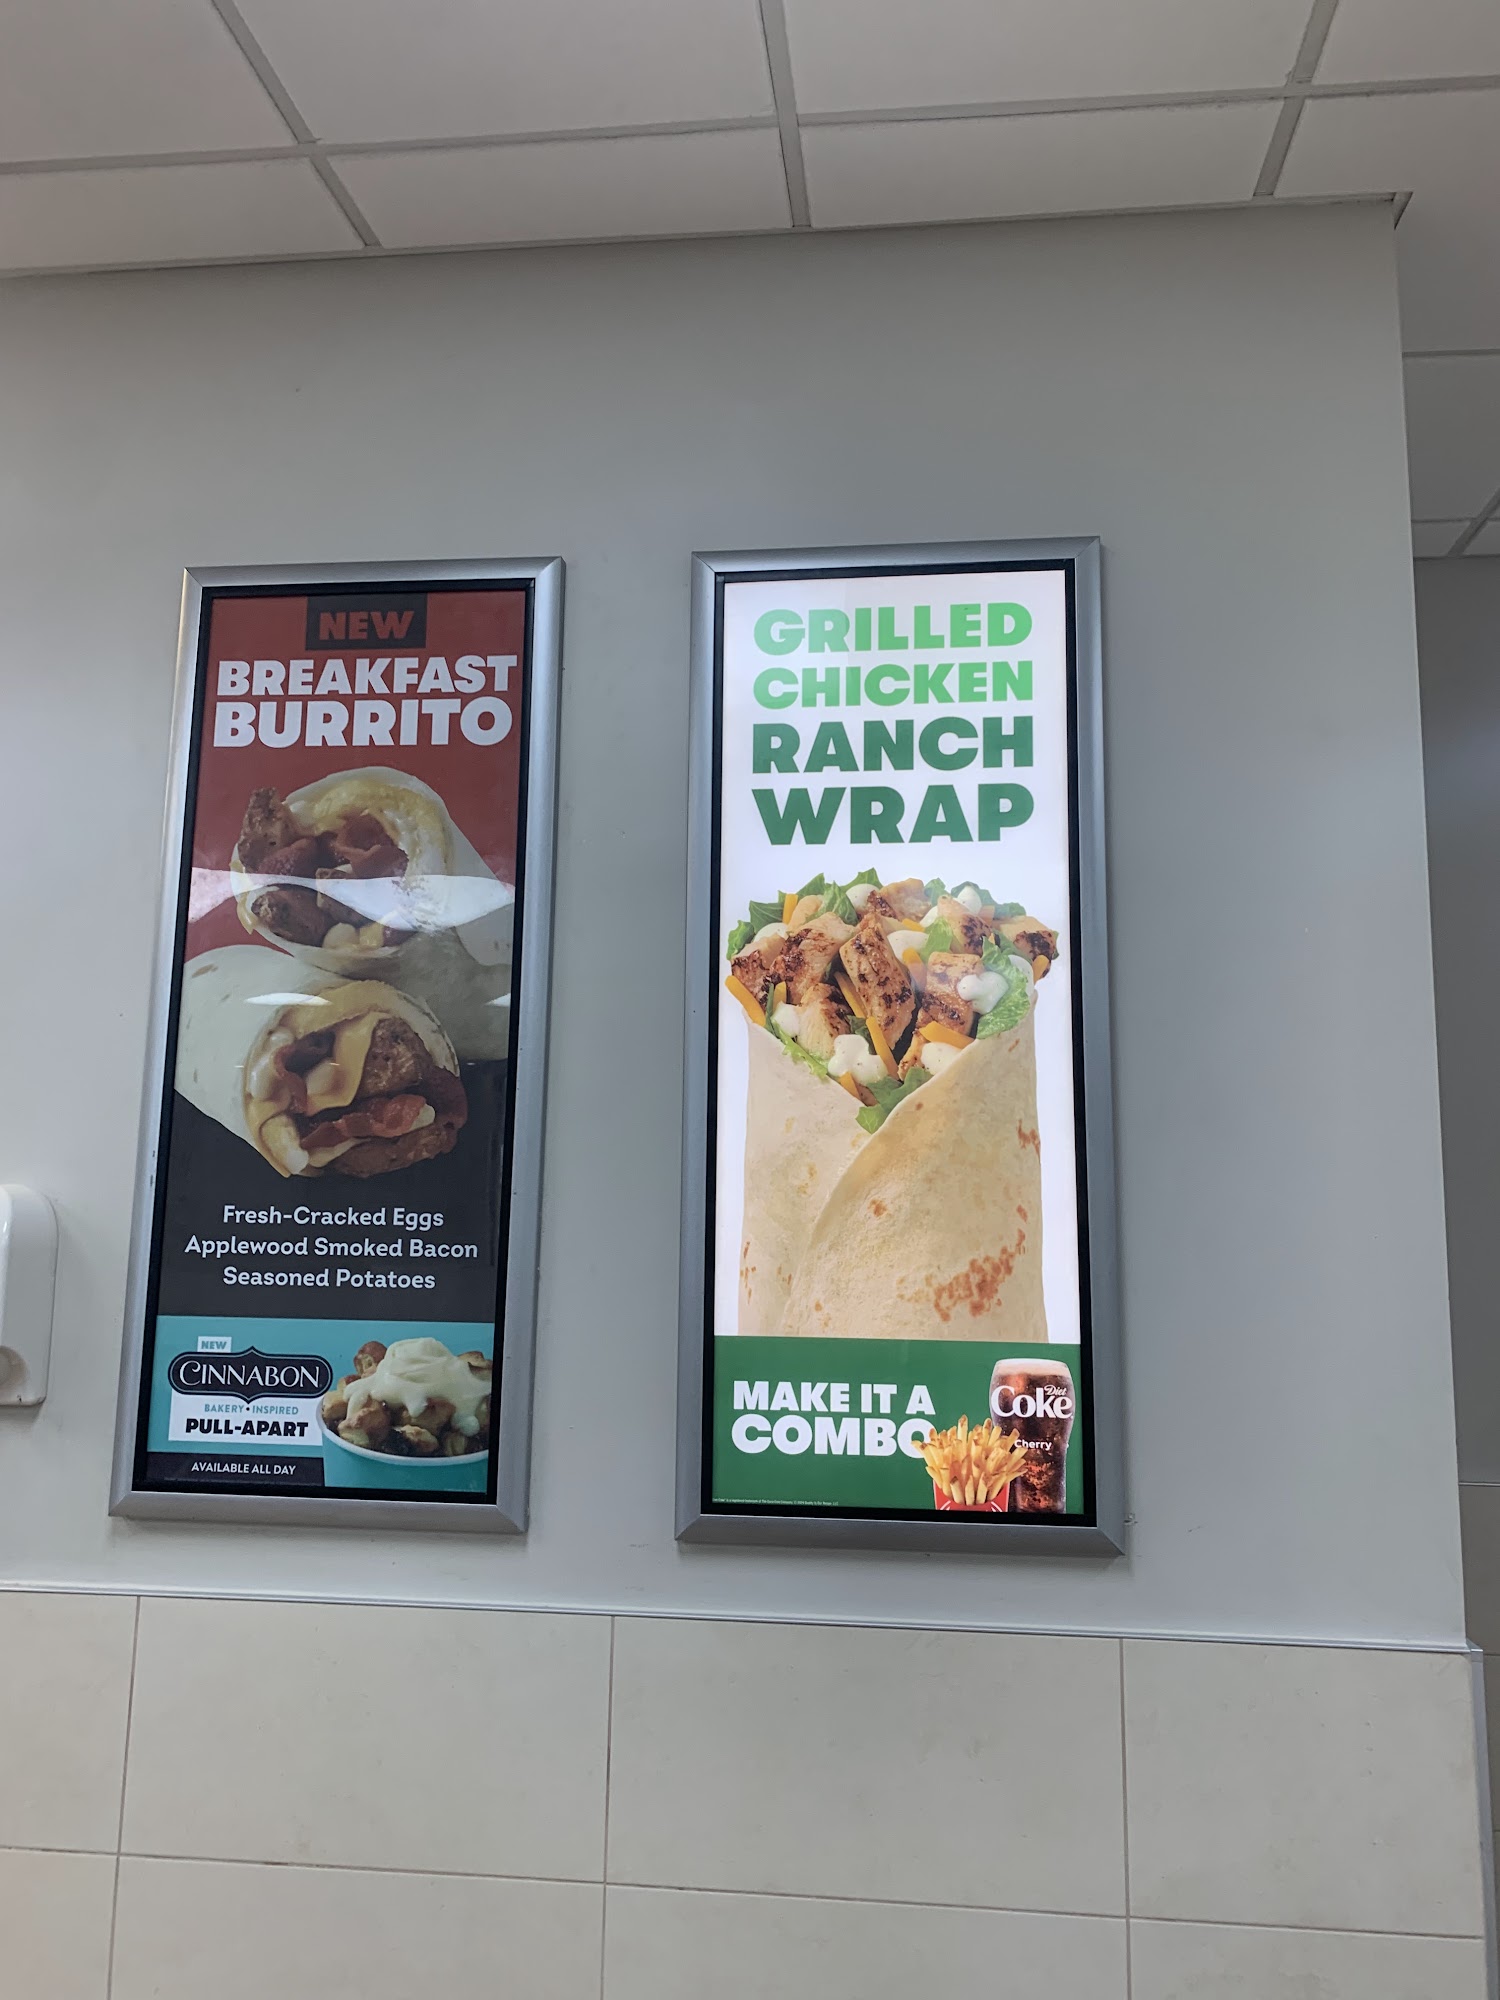 NEW
BREAKFAST
BURRITO
Fresh-Cracked Eggs
Applewood Smoked Bacon
Seasoned Potatoes
NEW
CINNABON
BAKERY • INSPIRED
PULL-APART
AVAILABLE ALL DAY
GRILLED
CHICKEN
RANCH
WRAP
MAKE IT A
COMBO
Diet
Coke
Cherry